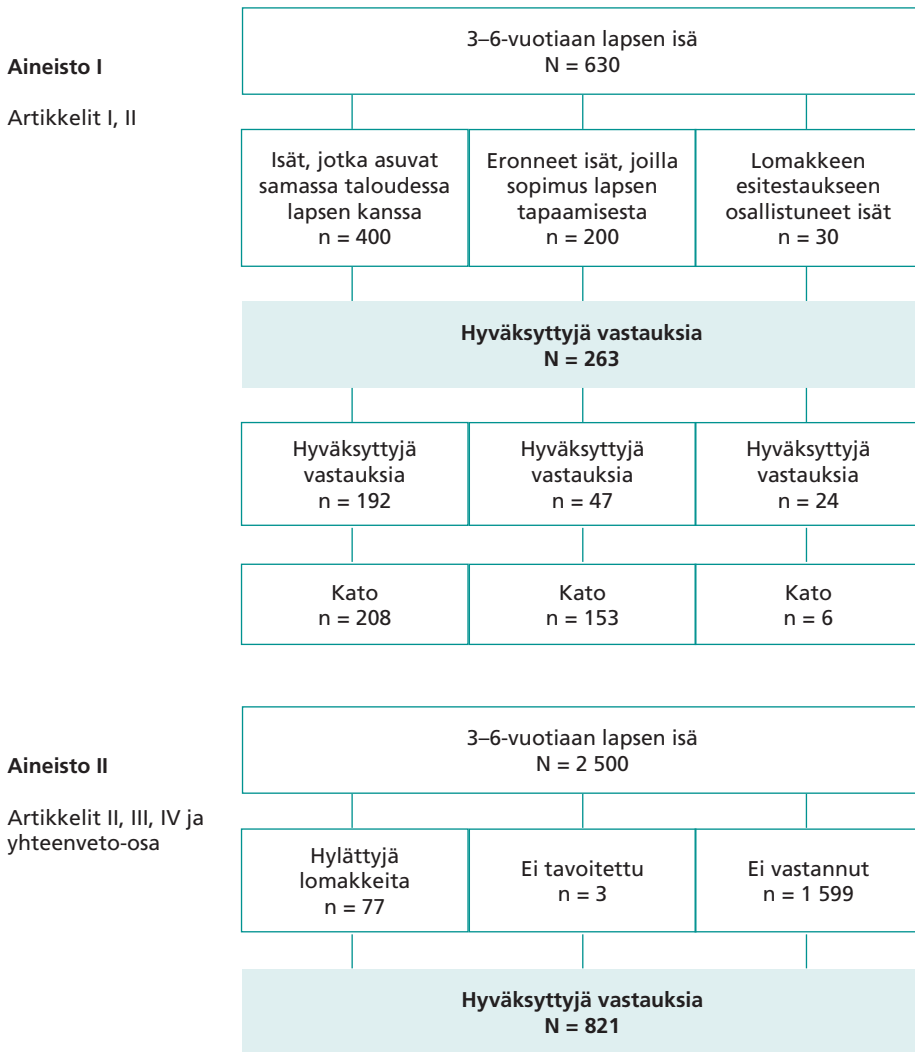 3–6-vuotiaan lapsen isä
N = 630
Aineisto I
Artikkelit I, II
Isät, jotka asuvat
samassa taloudessa
lapsen kanssa
n = 400
Eronneet isät, joilla
sopimus lapsen
tapaamisesta
n = 200
Lomakkeen
esitestaukseen
osallistuneet isät
n = 30
Hyväksyttyjä vastauksia
N = 263
Hyväksyttyjä
vastauksia
n = 192
Hyväksyttyjä
vastauksia
n = 47
Hyväksyttyjä
vastauksia
n = 24
Kato
n = 208
Kato
n = 153
Kato
n = 6
3–6-vuotiaan lapsen isä
N = 2 500
Aineisto II
Artikkelit II, III, IV ja
yhteenveto-osa
Hylättyjä
lomakkeita
n = 77
Ei tavoitettu
n = 3
Ei vastannut
n = 1 599
Hyväksyttyjä vastauksia
N = 821